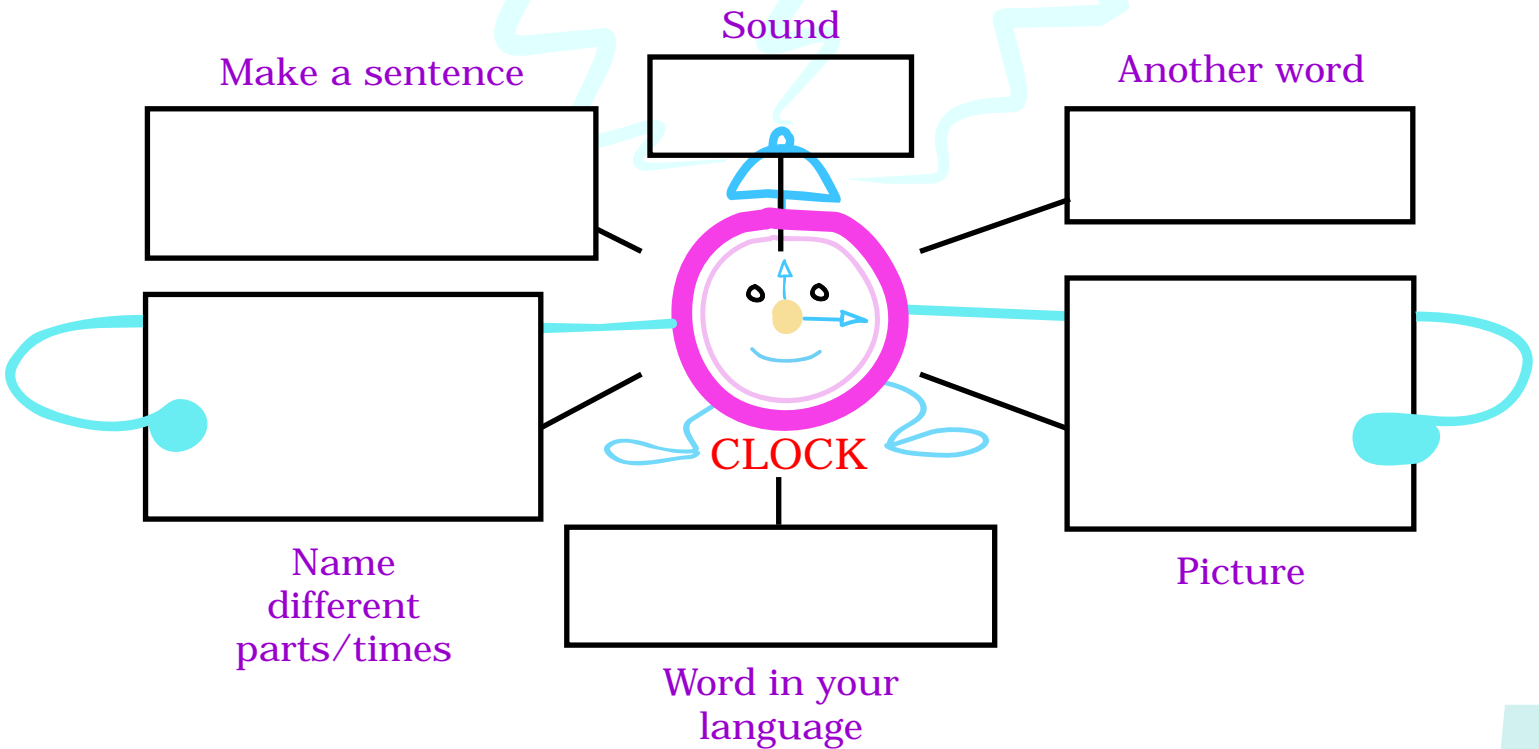 Sound
Make a sentence
Another word
CLOCK
Name
different
parts/times
Picture
Word in your
language